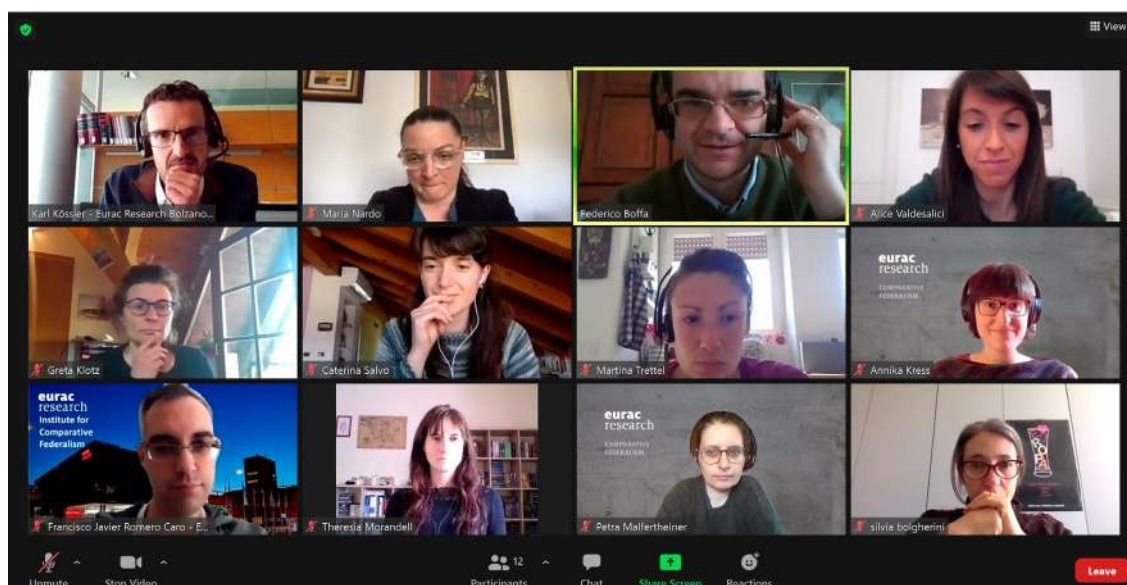 View
Karl Kössler - Eurac Research Bolzano...
Maria Nardo
Federico Boffa
Alice Valdesalici
Greta Klotz
Caterina Salvo
Martina Trettel
eurac
research
COMPARATIVE
FEDERALISM
Annika Kress
eurac
research
Institute for
Comparative
Federalism
Francisco Javier Romero Caro - E...
Theresia Morandell
eurac
research
COMPARATIVE
FEDERALISM
Petra Malfertheiner
silvia bolgherini
Unmute
Stop Video
12
Participants
Chat
Share Screen
Reactions
Leave